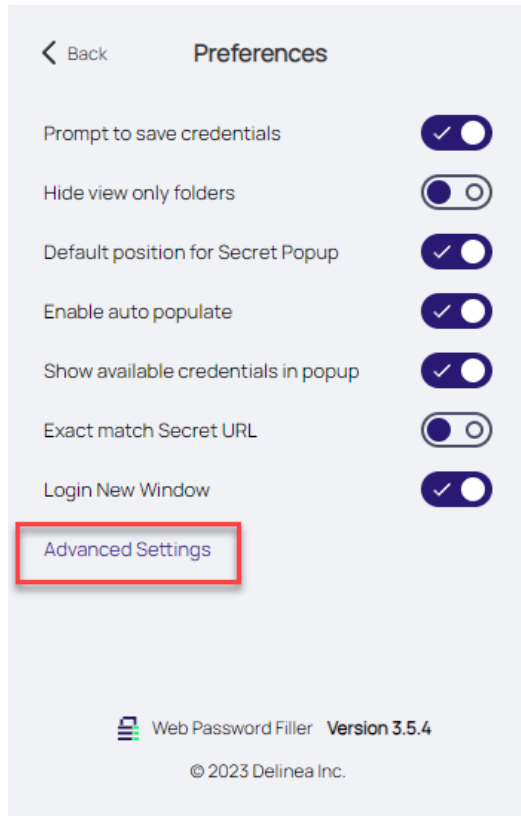 Back Preferences
Prompt to save credentials
Hide view only folders
Default position for Secret Popup
Enable auto populate
Show available credentials in popup
Exact match Secret URL
Login New Window
Advanced Settings
Web Password Filler Version 3.5.4
© 2023 Delinea Inc.